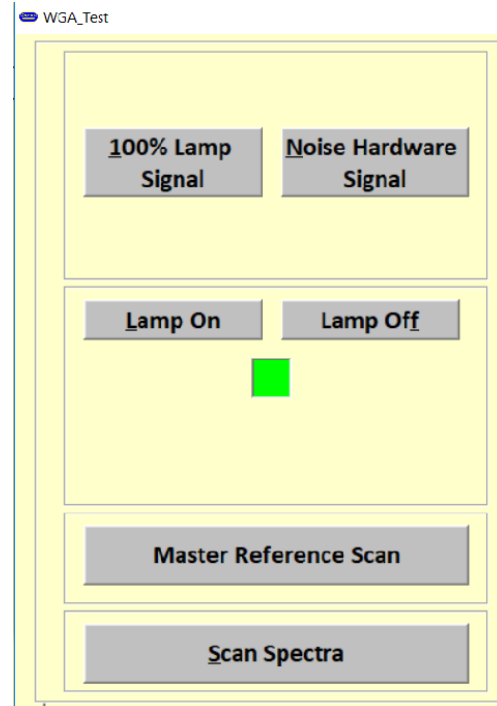 WGA_Test
100% Lamp
Signal
Noise Hardware
Signal
Lamp On
Lamp Off
Master Reference Scan
Scan Spectra